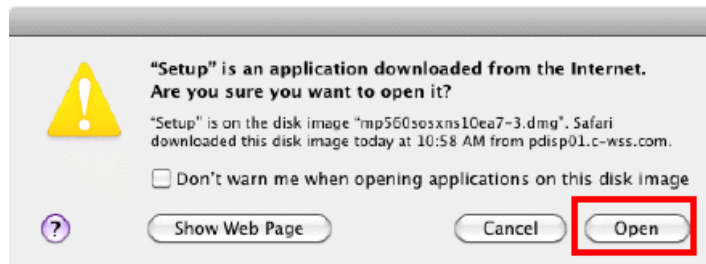 “Setup” is an application downloaded from the Internet.
Are you sure you want to open it?
“Setup” is on the disk image “mp560sosxns10ea7-3.dmg”. Safari
downloaded this disk image today at 10:58 AM from pdisp01.c-wss.com.
Don’t warn me when opening applications on this disk image
?
Show Web Page
Cancel
Open